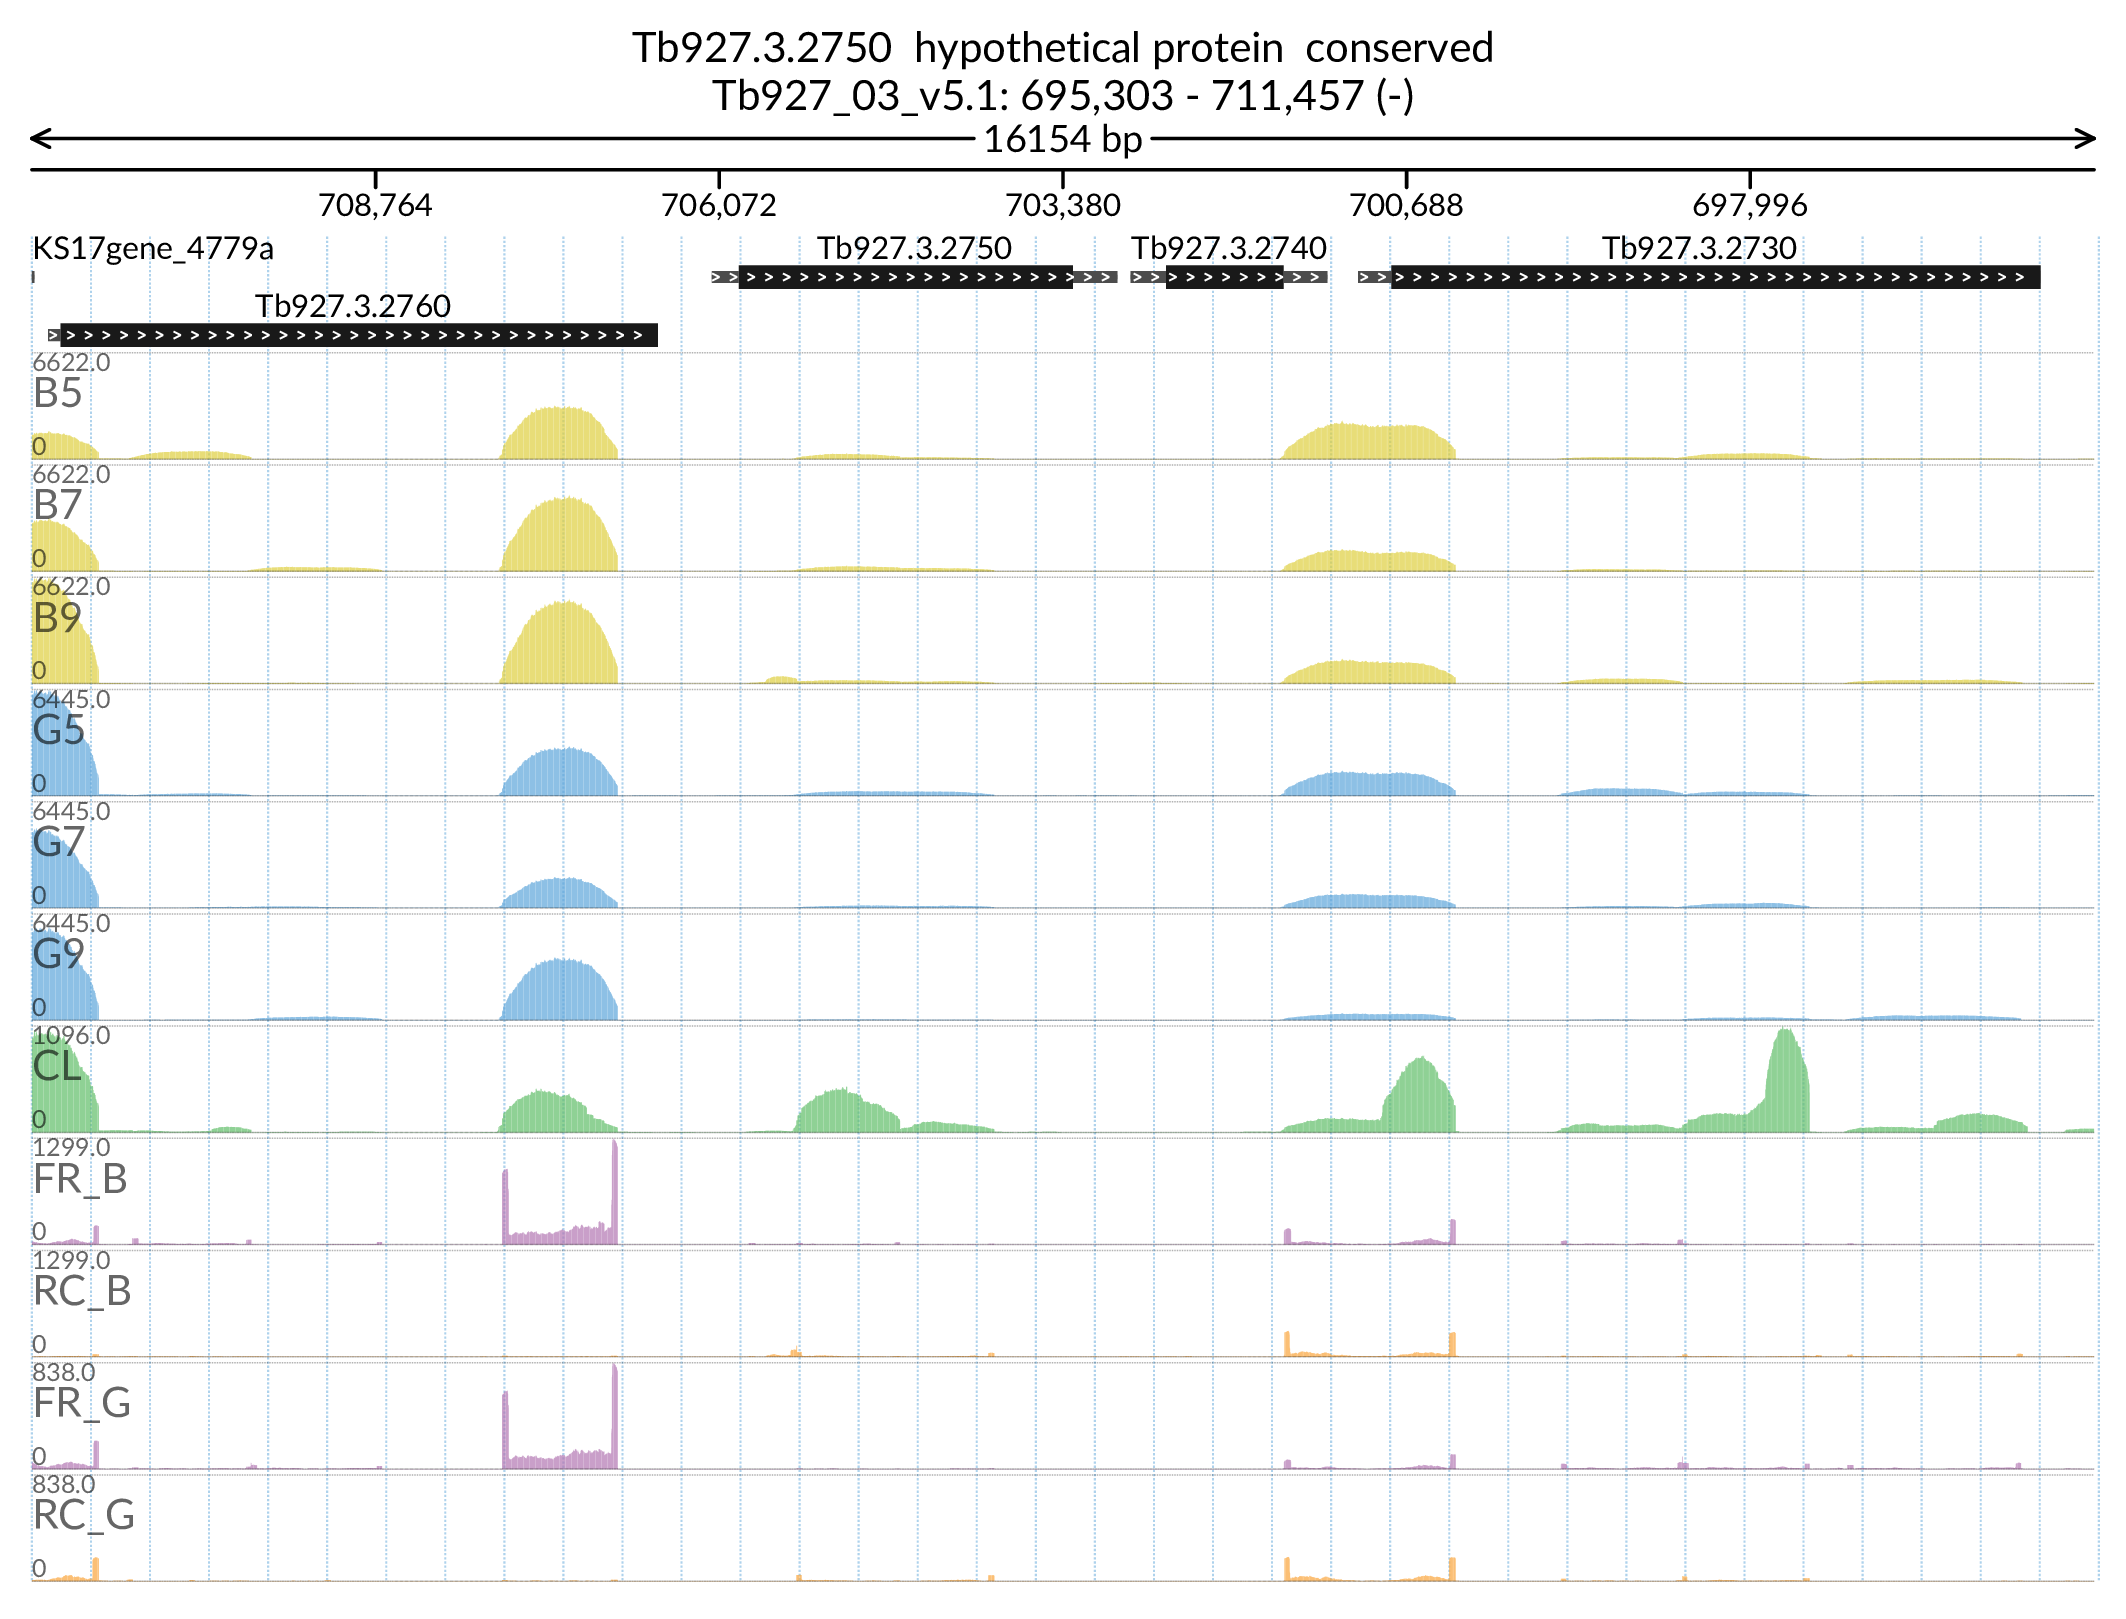 Tb927.3.2750  hypothetical protein  conserved
Tb927_03_v5.1: 695,303 - 711,457 (-)
16154 bp
708,764 706,072 703,380 700,688 697,996
KS17gene_4779a Tb927.3.2750 Tb927.3.2740 Tb927.3.2730
Tb927.3.2760
6622.0
B5
0
6622.0
B7
0
6622.0
B9
0
6445.0
G5
0
6445.0
G7
0
6445.0
G9
0
1096.0
CL
0
1299.0
FR_B
0
1299.0
RC_B
0
838.0
FR_G
0
838.0
RC_G
0